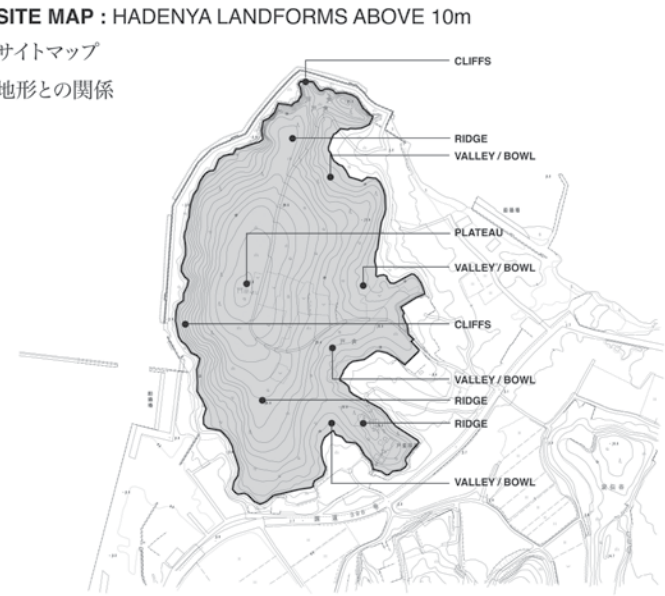 SITE MAP : HADENYA LANDFORMS ABOVE 10m
サイトマップ
地形との関係
CLIFFS
RIDGE
VALLEY / BOWL
PLATEAU
VALLEY / BOWL
CLIFFS
VALLEY / BOWL
RIDGE
RIDGE
VALLEY / BOWL